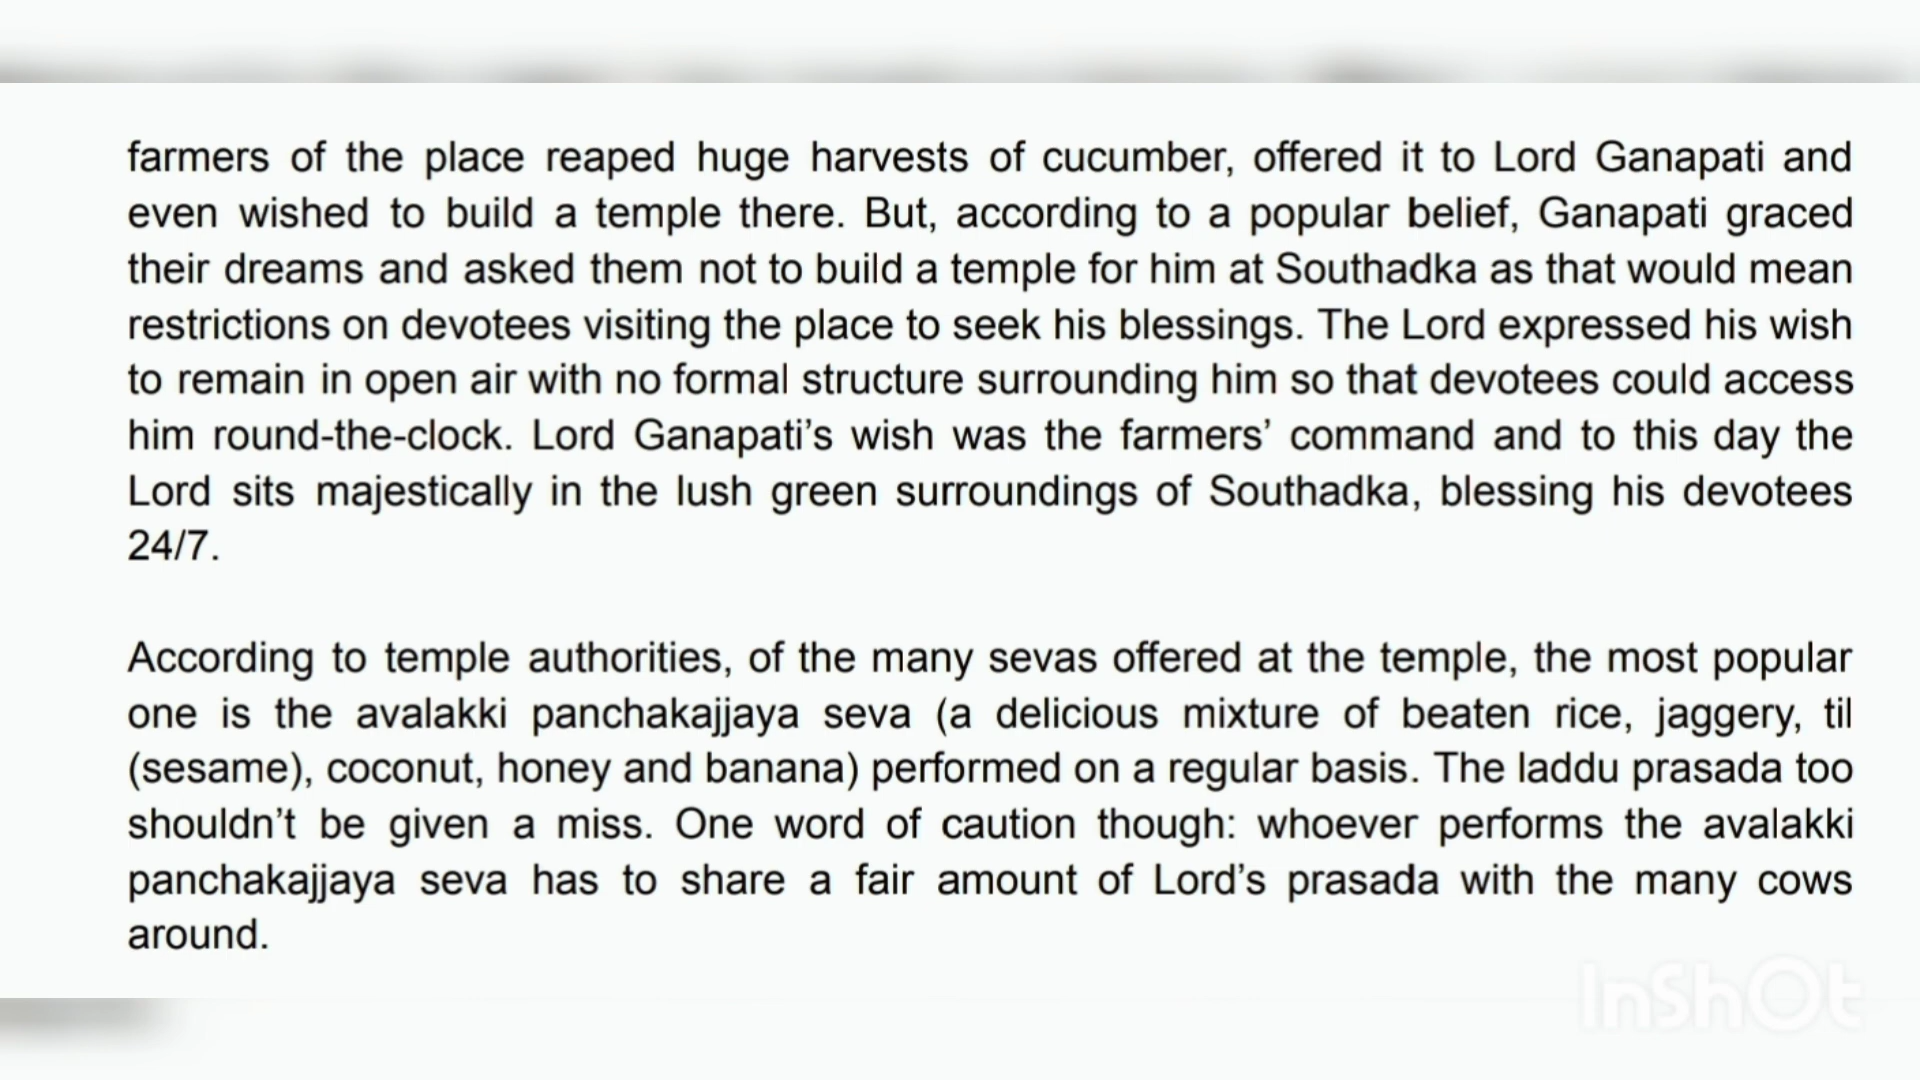 farmers of the place reaped huge harvests of cucumber, offered it to Lord Ganapati and
even wished to build a temple there. But, according to a popular belief, Ganapati graced
their dreams and asked them not to build a temple for him at Southadka as that would mean
restrictions on devotees visiting the place to seek his blessings. The Lord expressed his wish
to remain in open air with no formal structure surrounding him so that devotees could access
him round-the-clock. Lord Ganapati’s wish was the farmers’ command and to this day the
Lord sits majestically in the lush green surroundings of Southadka, blessing his devotees
24/7.
According to temple authorities, of the many sevas offered at the temple, the most popular
one is the avalakki panchakajjaya seva (a delicious mixture of beaten rice, jaggery, til
(sesame), coconut, honey and banana) performed on a regular basis. The laddu prasada too
shouldn’t be given a miss. One word of caution though: whoever performs the avalakki
panchakajjaya seva has to share a fair amount of Lord’s prasada with the many cows
around.
InShOt